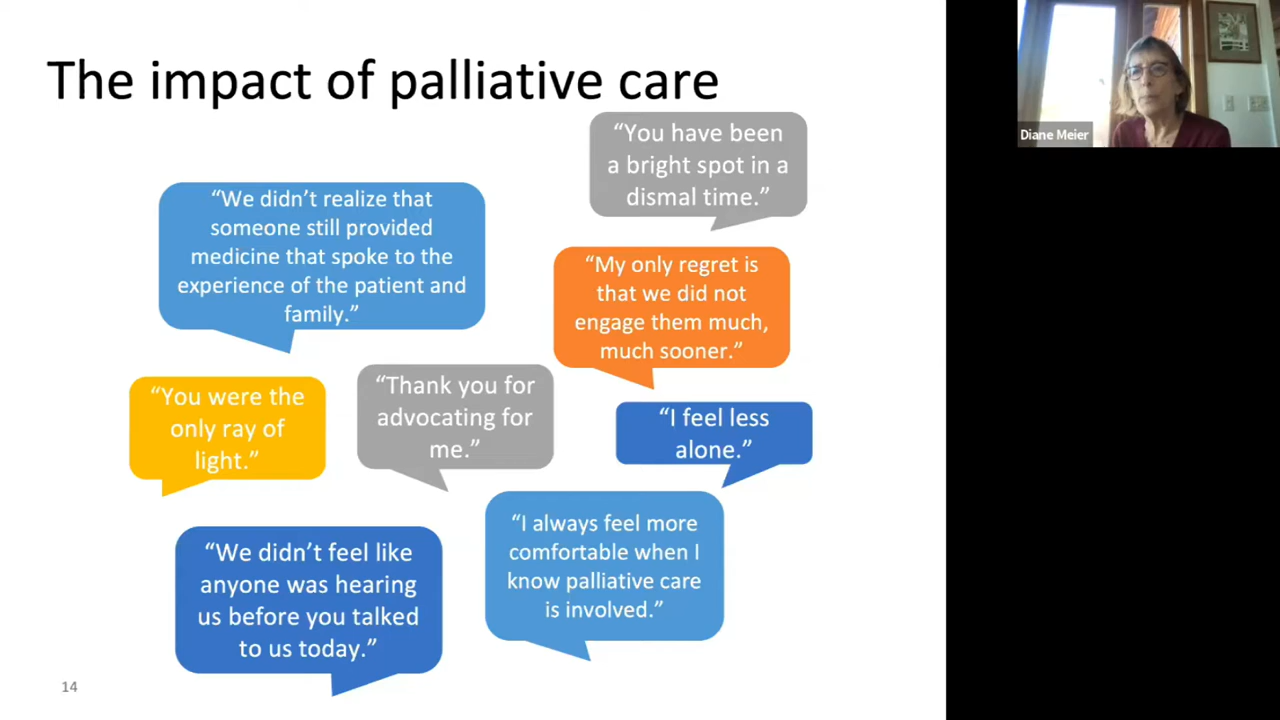 The impact of palliative care
“You have been
a bright spot in a
dismal time.”
“We didn’t realize that
someone still provided
medicine that spoke to the
experience of the patient and
family.”
“My only regret is
that we did not
engage them much,
much sooner.”
“You were the
only ray of
light.”
“Thank you for
advocating for
me.”
“I feel less
alone.”
“We didn’t feel like
anyone was hearing
us before you talked
to us today.”
“I always feel more
comfortable when I
know palliative care
is involved.”
14
Diane Meier